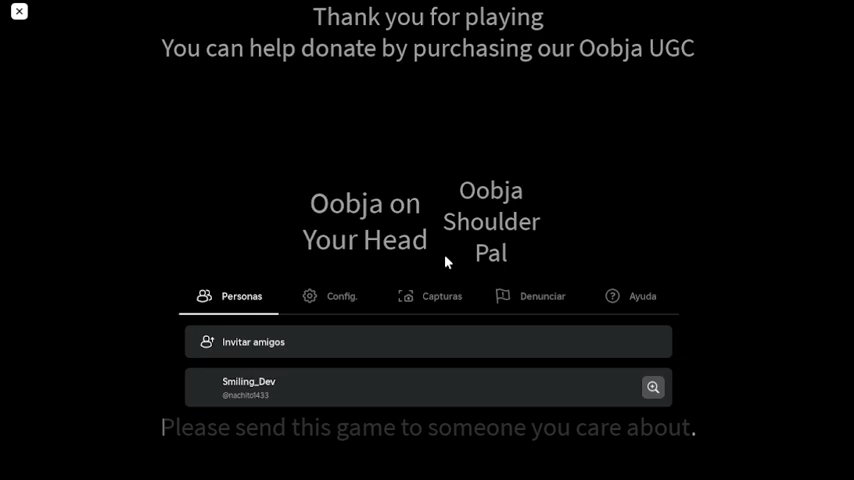 Thank you for playing
You can help donate by purchasing our Oobja UGC
Oobja on
Your Head
Oobja
Shoulder
Pal
Personas
Config.
Capturas
Denunciar
Ayuda
Invitar amigos
Smiling_Dev
@nachito1433
Please send this game to someone you care about.